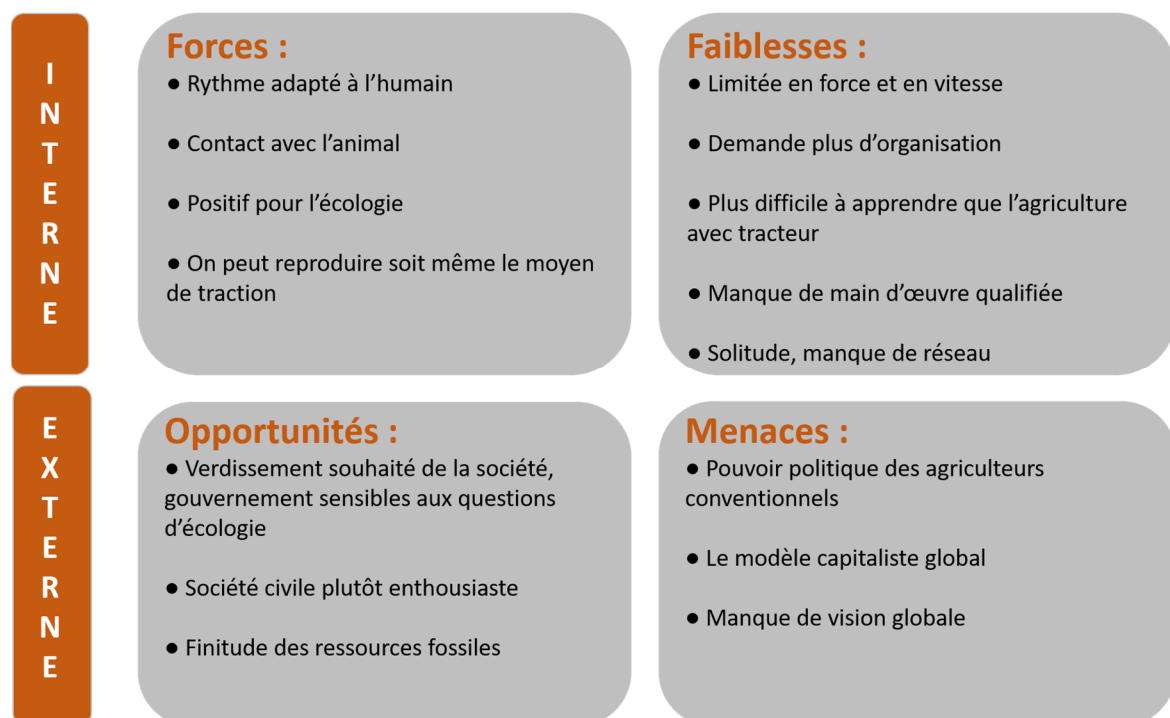 INTERNE
Forces :
● Rythme adapté à l’humain
● Contact avec l’animal
● Positif pour l’écologie
● On peut reproduire soit même le moyen
de traction
Faiblesses :
● Limitée en force et en vitesse
● Demande plus d’organisation
● Plus difficile à apprendre que l’agriculture
avec tracteur
● Manque de main d’œuvre qualifiée
● Solitude, manque de réseau
EXTERNE
Opportunités :
● Verdissement souhaité de la société,
gouvernement sensibles aux questions
d’écologie
● Société civile plutôt enthousiaste
● Finitude des ressources fossiles
Menaces :
● Pouvoir politique des agriculteurs
conventionnels
● Le modèle capitaliste global
● Manque de vision globale